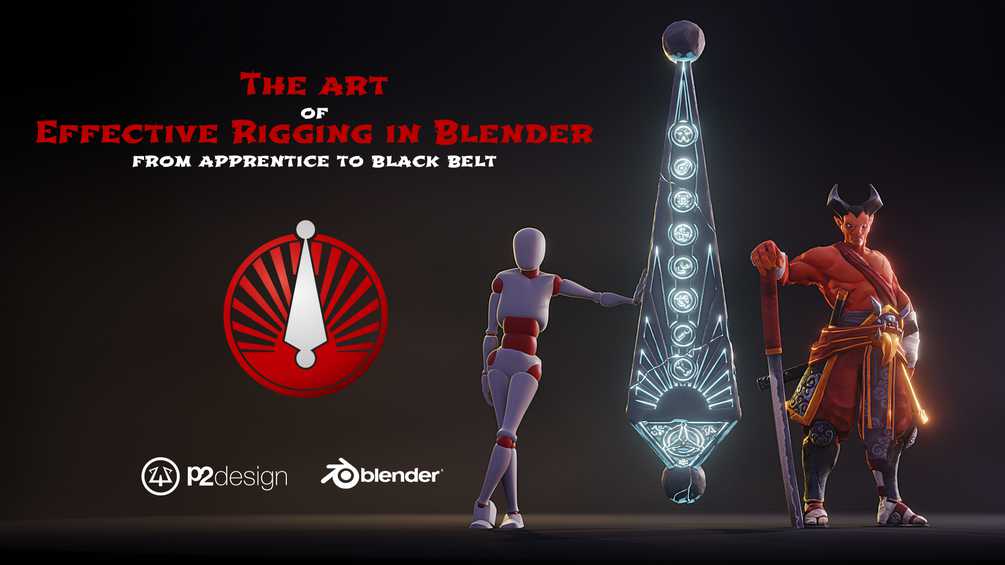 The art
of
Effective Rigging in Blender
from apprentice to Black Belt
p2design
blender